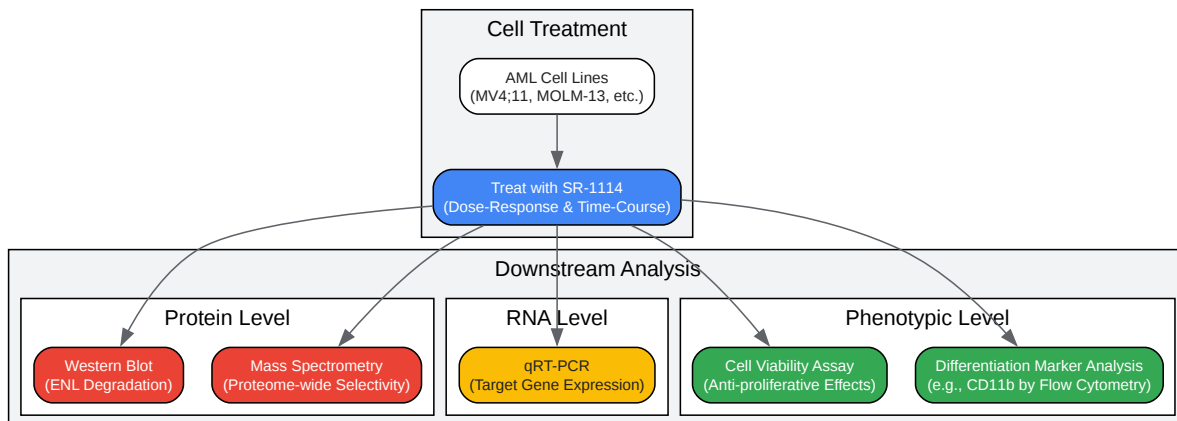 Cell Treatment
AML Cell Lines
(MV4;11, MOLM-13, etc.)
Treat with SR-1114
(Dose-Response & Time-Course)
Downstream Analysis
Protein Level
RNA Level
Phenotypic Level
Western Blot
(ENL Degradation)
Mass Spectrometry
(Proteome-wide Selectivity)
qRT-PCR
(Target Gene Expression)
Cell Viability Assay
(Anti-proliferative Effects)
Differentiation Marker Analysis
(e.g., CD11b by Flow Cytometry)